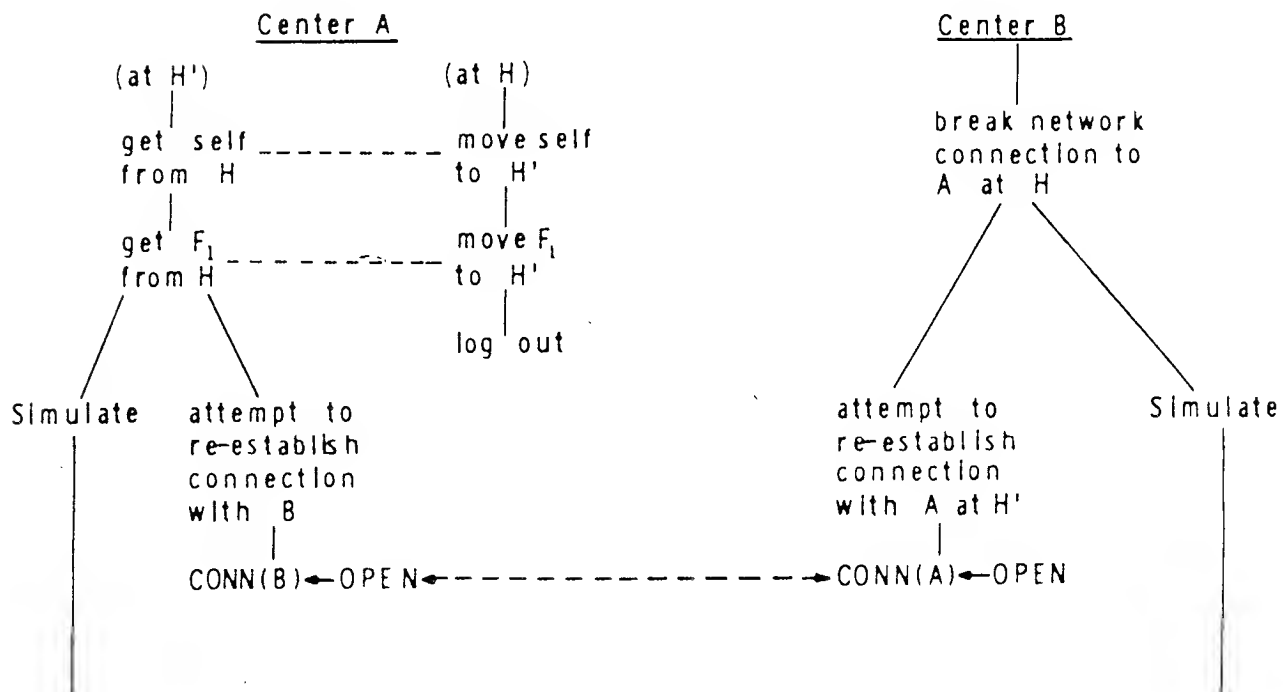 Center A
(at H')
get self
from H
get F₁
from H
Simulate
attempt to
re-establish
connection
with B
CONN(B)←OPEN
(at H)
move self
to H'
move F₁
to H'
log out
Center B
break network
connection to
A at H
attempt to
re-establish
connection
with A at H'
CONN(A)←OPEN
Simulate